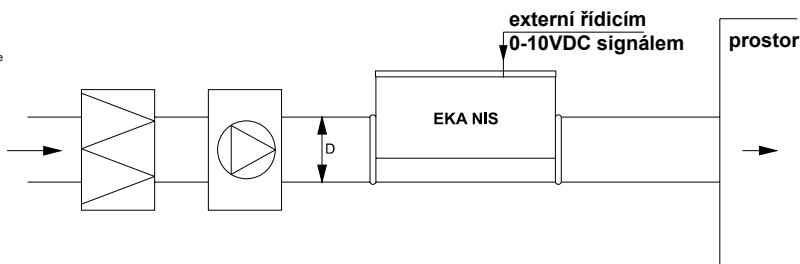 externí řídicím
0-10VDC signálem
prostor
e
D
EKA NIS